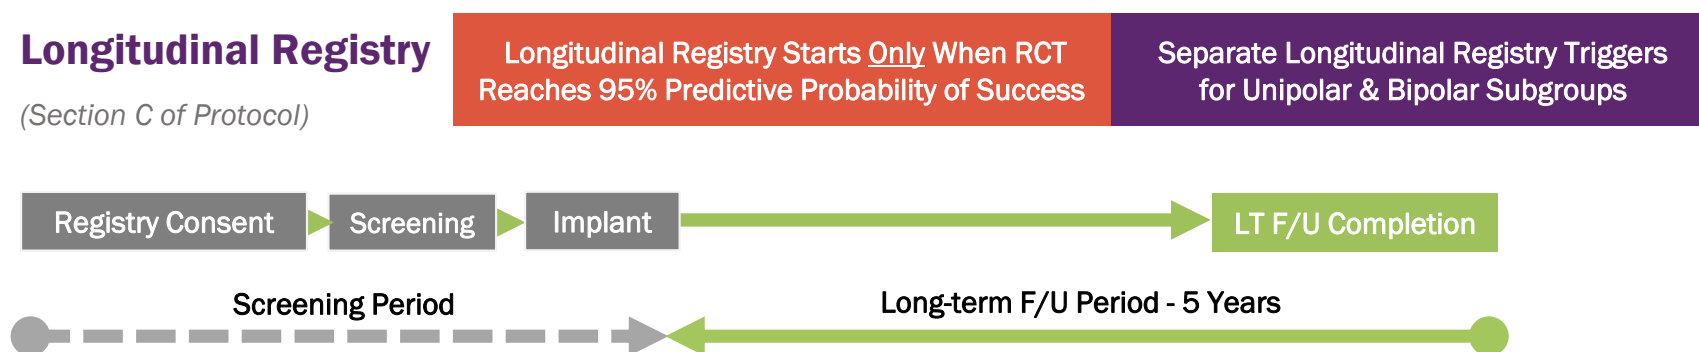 Longitudinal Registry
(Section C of Protocol)
Longitudinal Registry Starts Only When RCT
Reaches 95% Predictive Probability of Success
Separate Longitudinal Registry Triggers
for Unipolar & Bipolar Subgroups
Registry Consent
Screening
Implant
LT F/U Completion
Screening Period
Long-term F/U Period - 5 Years